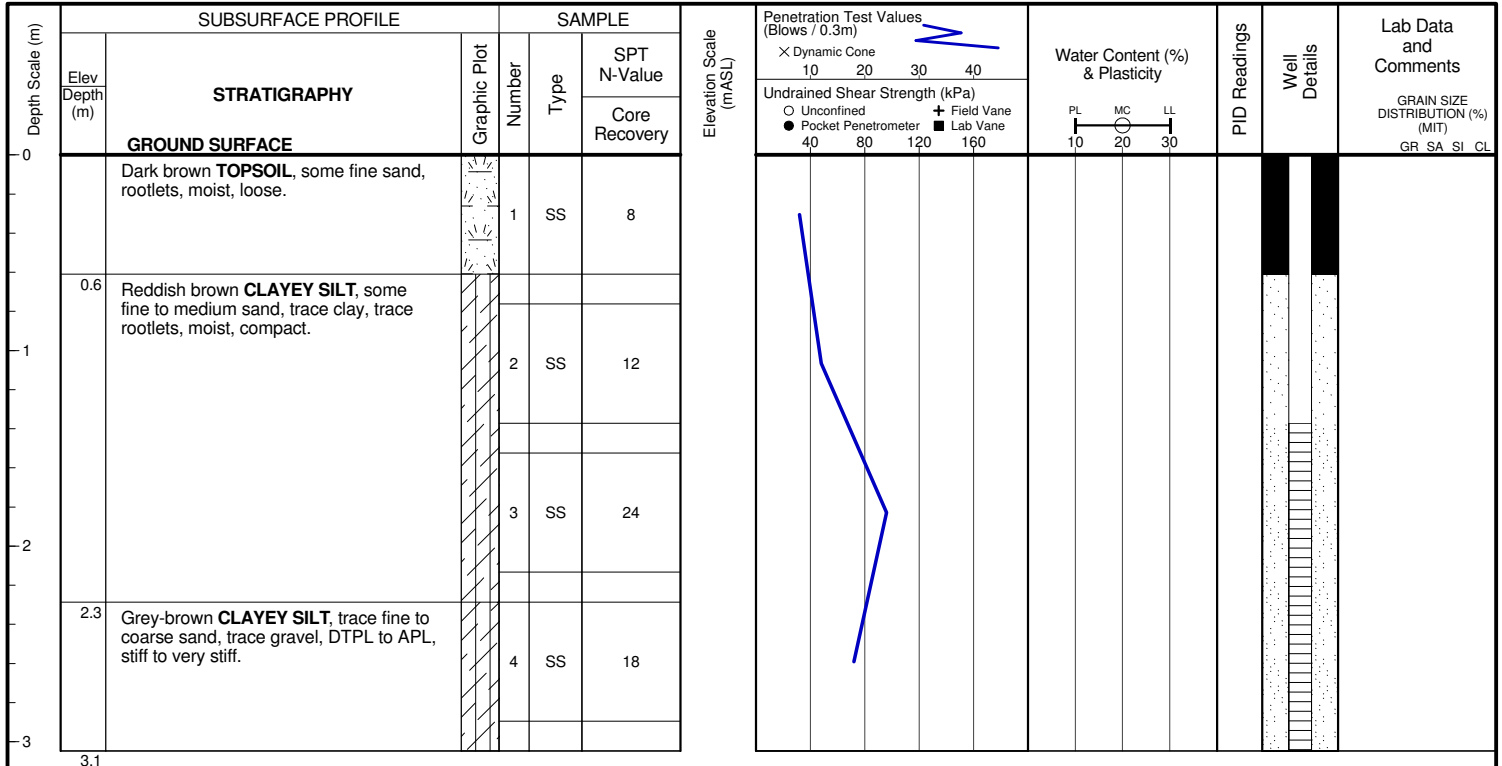 SUBSURFACE PROFILE
SAMPLE
Depth Scale (m)
Elev
Depth
(m)
STRATIGRAPHY
GROUND SURFACE
Graphic Plot
Number
Type
SPT
N-Value
Core
Recovery
Elevation Scale
(mASL)
Penetration Test Values
(Blows / 0.3m)
× Dynamic Cone
10 20 30 40
Undrained Shear Strength (kPa)
○ Unconfined + Field Vane
● Pocket Penetrometer ■ Lab Vane
40 80 120 160
Water Content (%)
& Plasticity
PL MC LL
10 20 30
PID Readings
Well
Details
Lab Data
and
Comments
GRAIN SIZE
DISTRIBUTION (%)
(MIT)
GR SA SI CL
0
Dark brown TOPSOIL, some fine sand,
rootlets, moist, loose.
1 SS 8
0.6
Reddish brown CLAYEY SILT, some
fine to medium sand, trace clay, trace
rootlets, moist, compact.
1
2 SS 12
3 SS 24
2
2.3
Grey-brown CLAYEY SILT, trace fine to
coarse sand, trace gravel, DTPL to APL,
stiff to very stiff.
4 SS 18
3
3.1